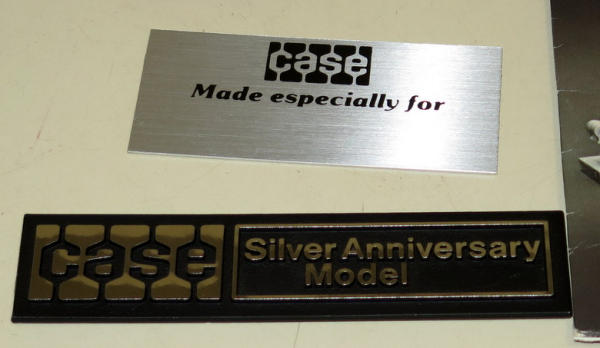 case
Made especially for
case
Silver Anniversary
Model